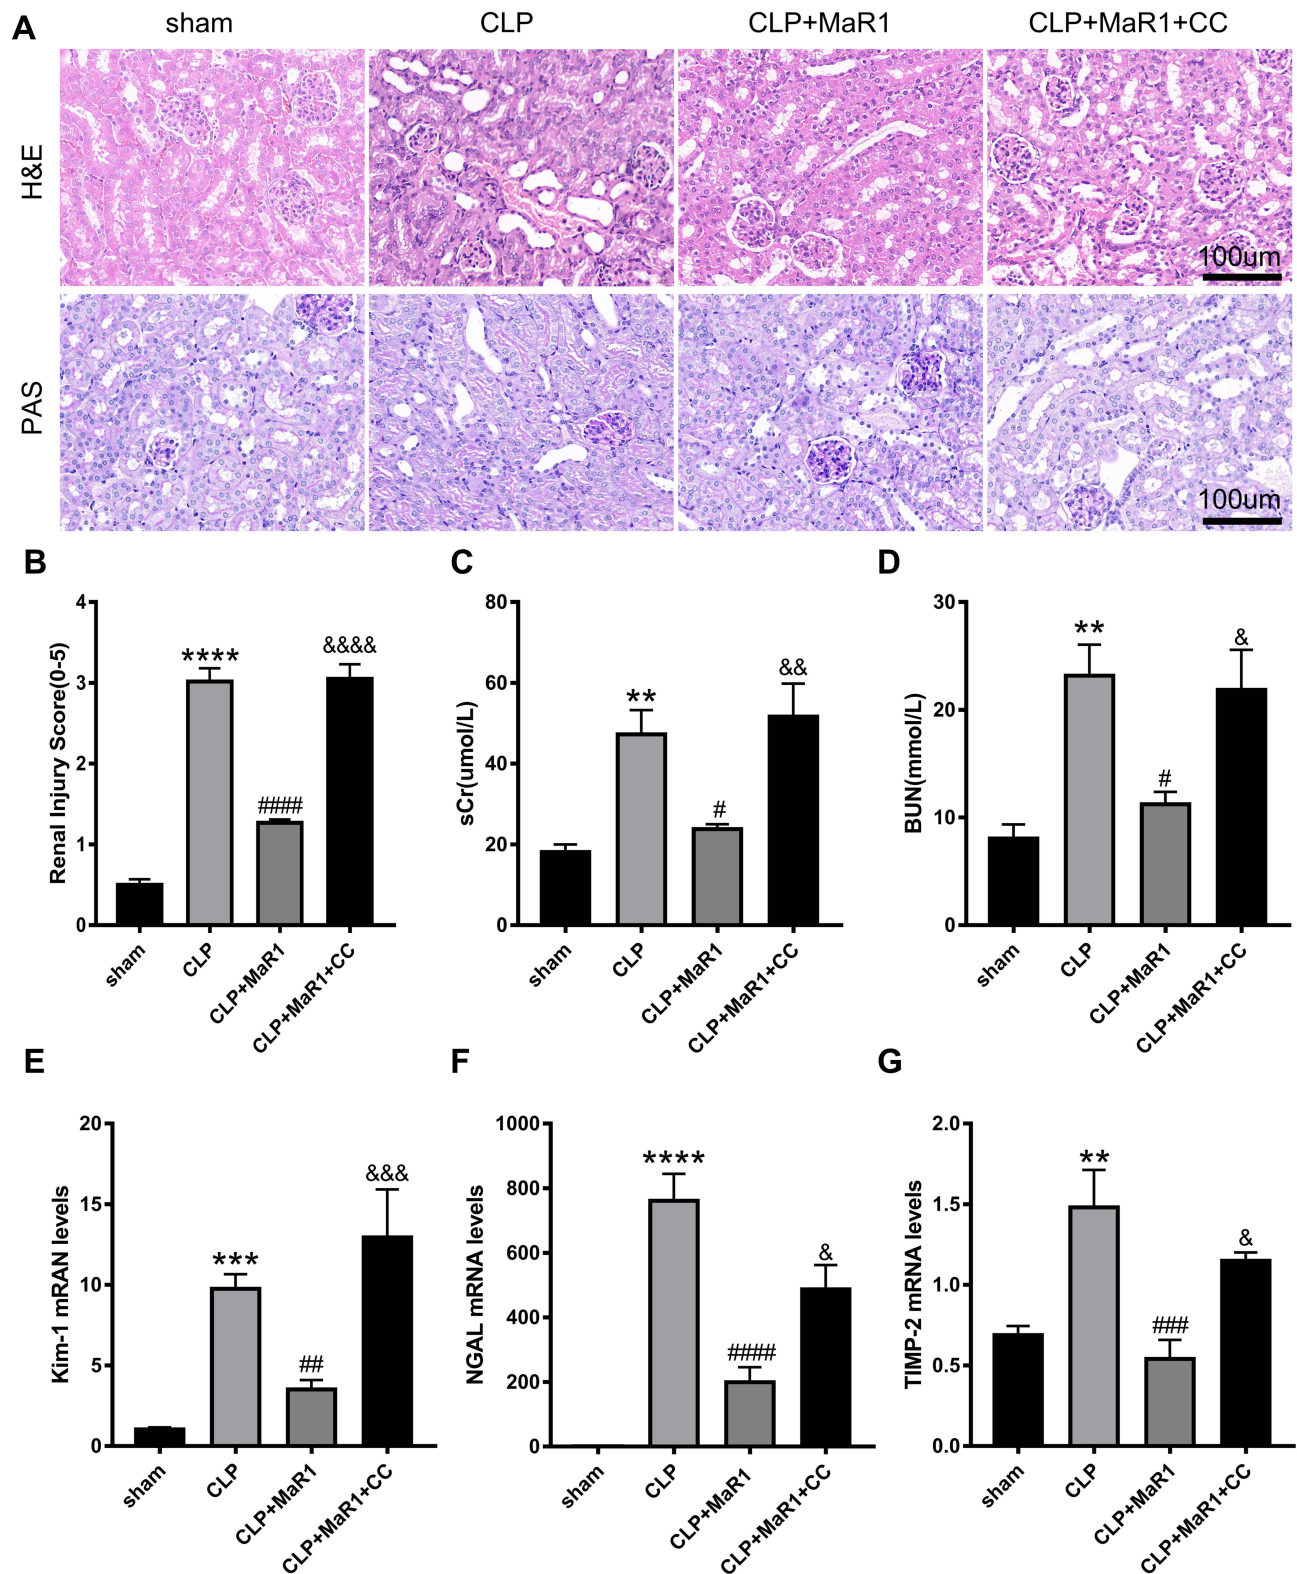 A
sham
CLP
CLP+MaR1
CLP+MaR1+CC
H&E
100um
PAS
100um
B
Renal Injury Score(0-5)
4
3
2
1
0
****
####
&&&&
sham
CLP
CLP+MaR1
CLP+MaR1+CC
C
sCr(umol/L)
80
60
40
20
0
**
#
&&
sham
CLP
CLP+MaR1
CLP+MaR1+CC
D
BUN(mmol/L)
30
20
10
0
**
#
&
sham
CLP
CLP+MaR1
CLP+MaR1+CC
E
Kim-1 mRAN levels
20
15
10
5
0
***
##
&&&
sham
CLP
CLP+MaR1
CLP+MaR1+CC
F
NGAL mRNA levels
1000
800
600
400
200
0
****
####
&
sham
CLP
CLP+MaR1
CLP+MaR1+CC
G
TIMP-2 mRNA levels
2.0
1.5
1.0
0.5
0.0
**
###
&
sham
CLP
CLP+MaR1
CLP+MaR1+CC